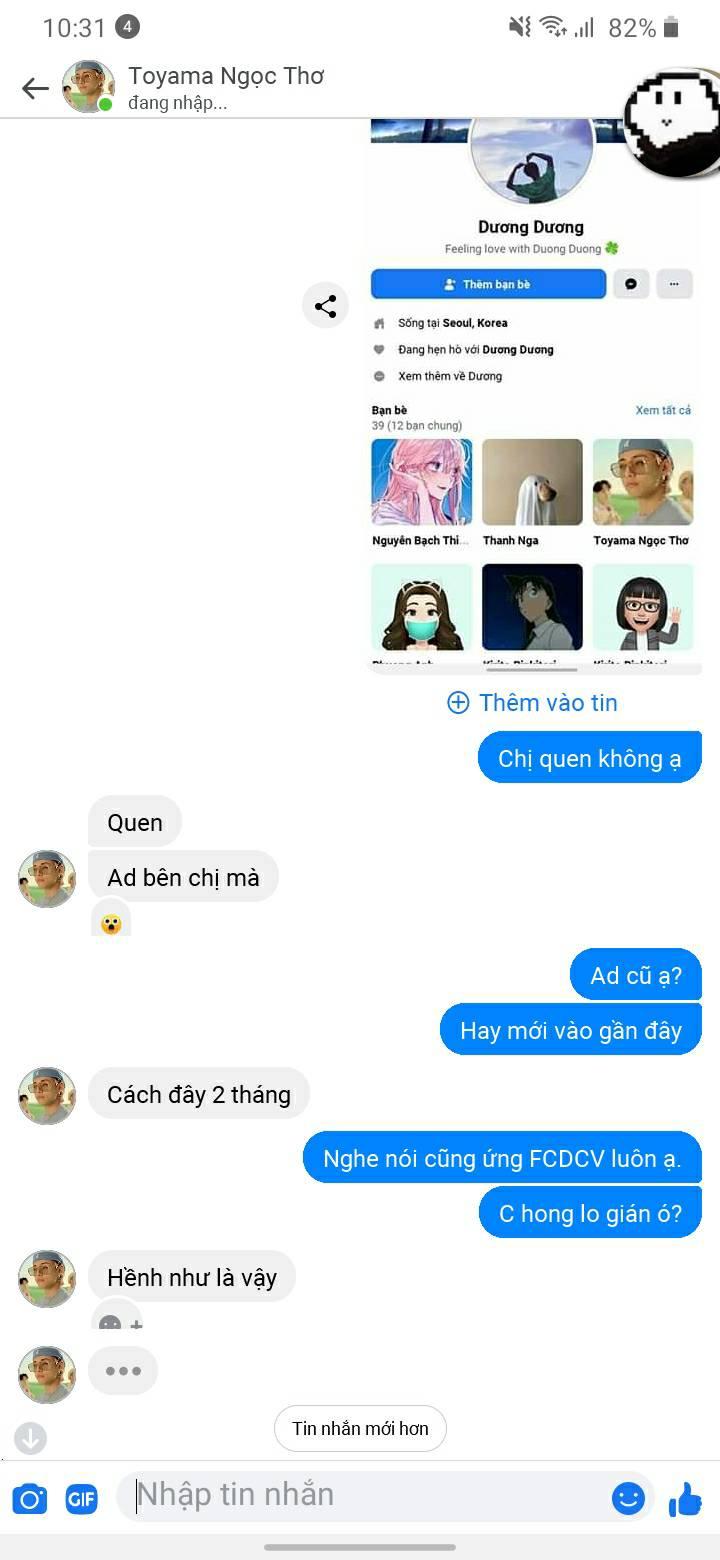 10:31 4 82%
Toyama Ngọc Thơ
đang nhập...
Dương Dương
Feeling love with Duong Duong 🍀
Thêm bạn bè
Sống tại Seoul, Korea
Đang hẹn hò với Dương Dương
Xem thêm về Dương
Bạn bè
Xem tất cả
39 (12 bạn chung)
Nguyên Bạch Thi... Thanh Nga Toyama Ngọc Thơ
Thêm vào tin
Chị quen không ạ
Quen
Ad bên chị mà
😮
Ad cũ ạ?
Hay mới vào gần đây
Cách đây 2 tháng
Nghe nói cũng ứng FCDCV luôn ạ.
C hong lo gián ó?
Hềnh như là vậy
Tin nhắn mới hơn
GIF
Nhập tin nhắn